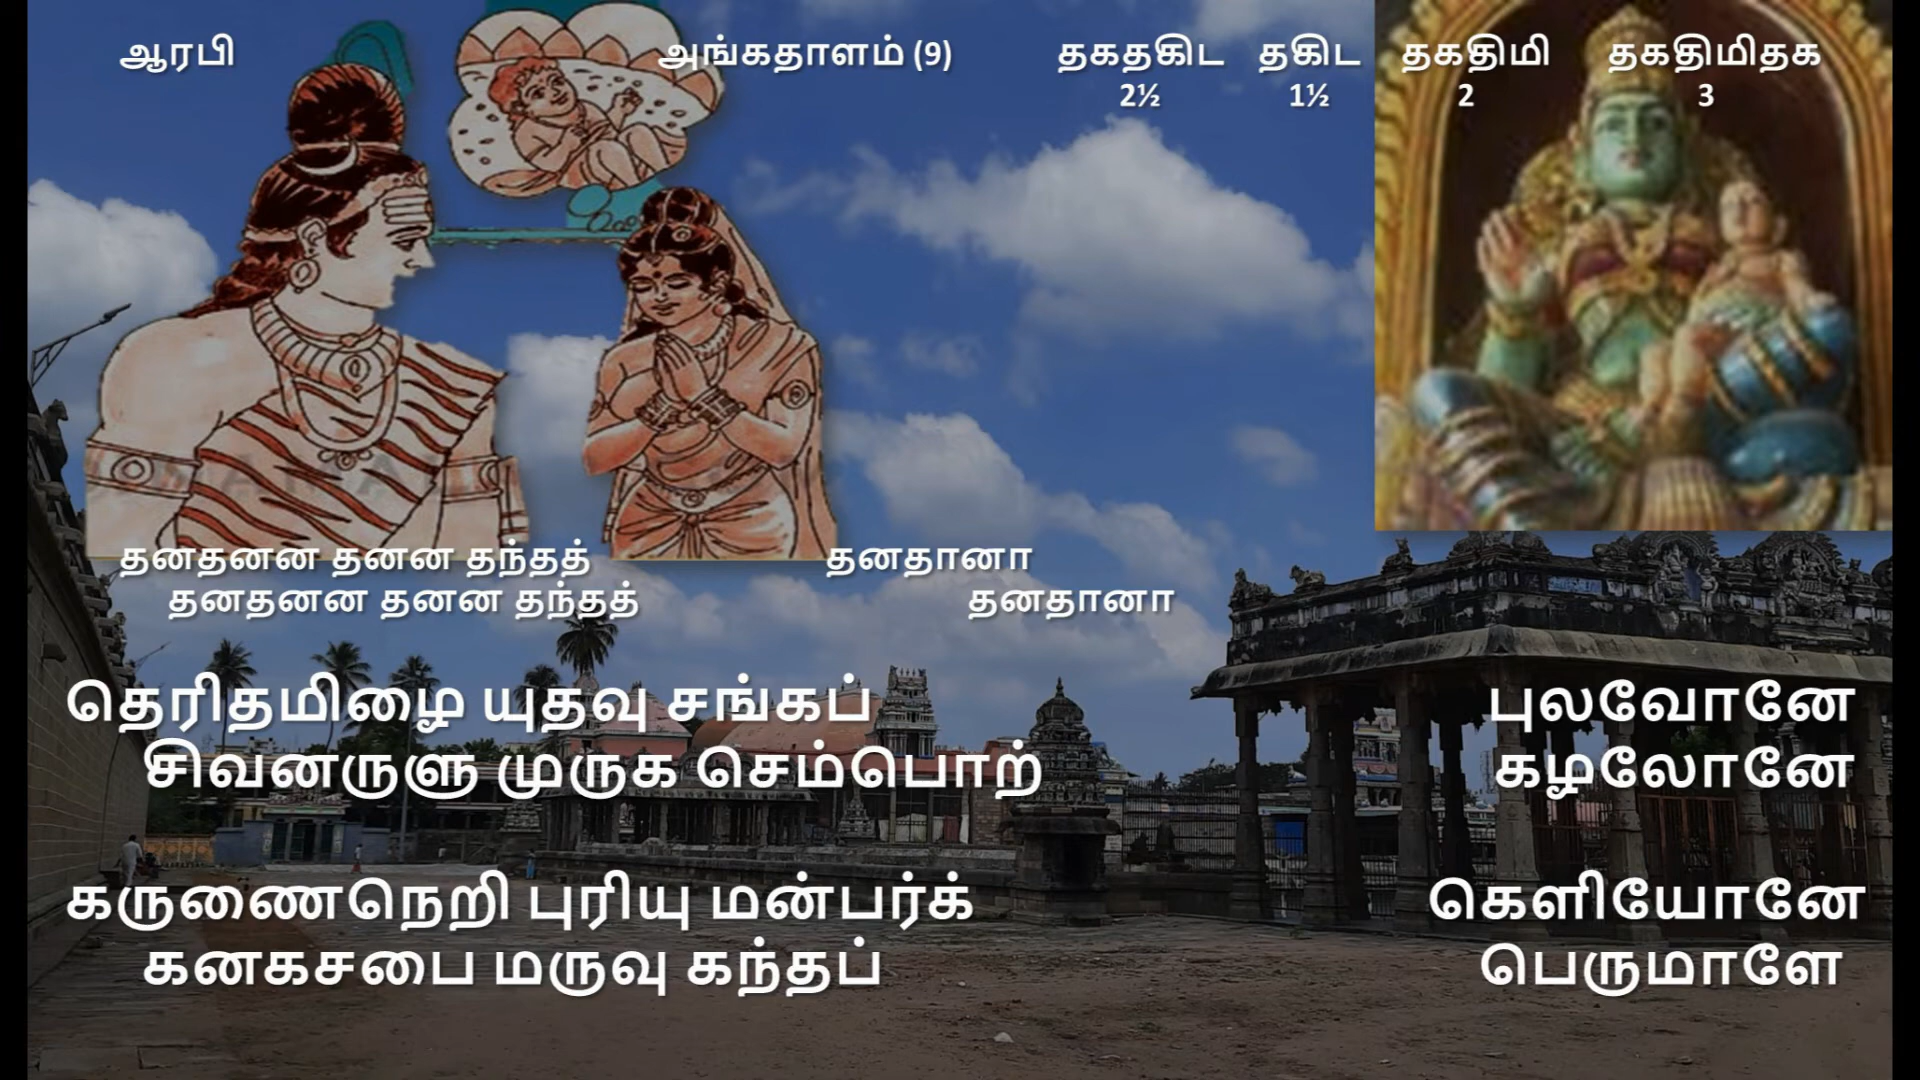 ஆரபி அங்கதாளம் (9) தகதகிட தகிட தகதிமி தகதிமிதக
2½ 1½ 2 3
தனதனன தனன தந்தத் தனதானா
தனதனன தனன தந்தத் தனதானா
தெரிதமிழை யுதவு சங்கப் புலவோனே
சிவனருளு முருக செம்பொற் கழலோனே
கருணைநெறி புரியு மன்பர்க் கெளியோனே
கனகசபை மருவு கந்தப் பெருமாளே